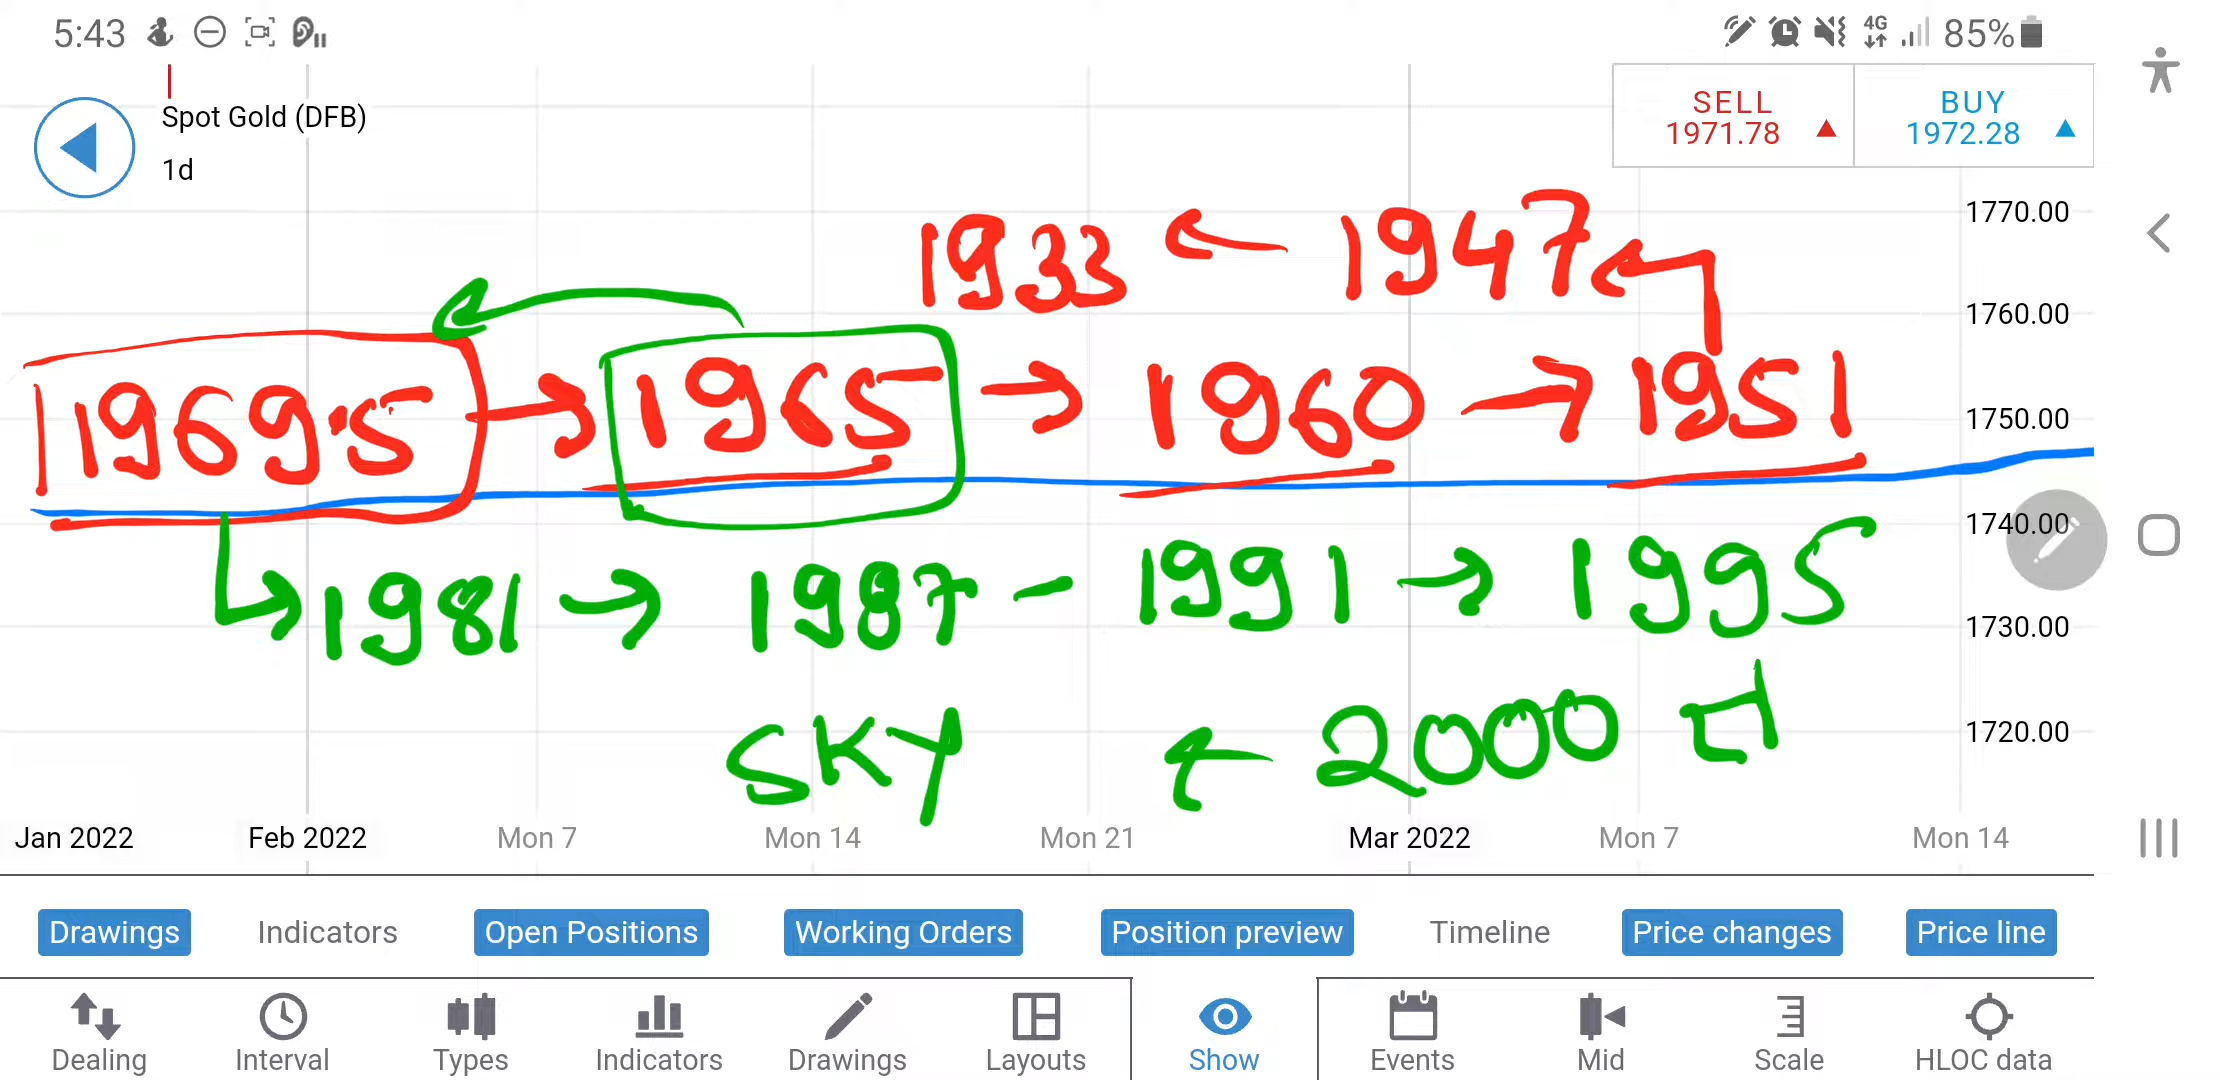 5:43 4G 85%
Spot Gold (DFB)
1d
SELL BUY
1971.78 1972.28
1770.00
1933 ← 1947 ←
1760.00
1969.5 → 1965 → 1960 → 1951
1750.00
1740.00
→ 1981 → 1987 - 1991 → 1995
1730.00
SKY ← 2000
1720.00
Jan 2022 Feb 2022 Mon 7 Mon 14 Mon 21 Mar 2022 Mon 7 Mon 14
Drawings Indicators Open Positions Working Orders Position preview Timeline Price changes Price line
Dealing Interval Types Indicators Drawings Layouts Show Events Mid Scale HLOC data